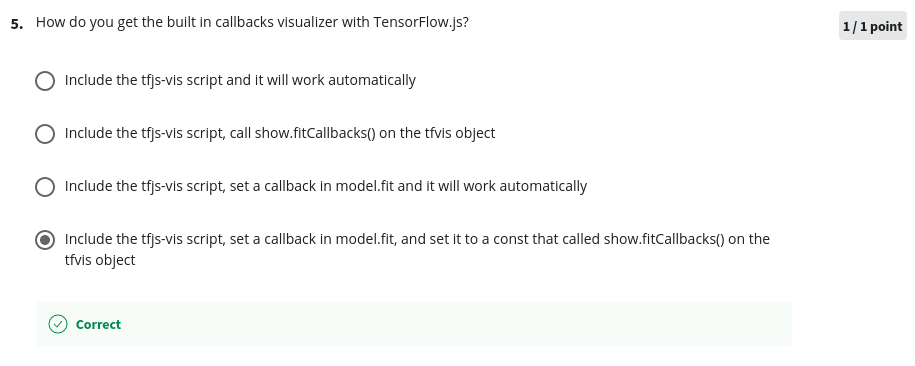 5. How do you get the built in callbacks visualizer with TensorFlow.js?
1 / 1 point
Include the tfjs-vis script and it will work automatically
Include the tfjs-vis script, call show.fitCallbacks() on the tfvis object
Include the tfjs-vis script, set a callback in model.fit and it will work automatically
Include the tfjs-vis script, set a callback in model.fit, and set it to a const that called show.fitCallbacks() on the
tfvis object
Correct